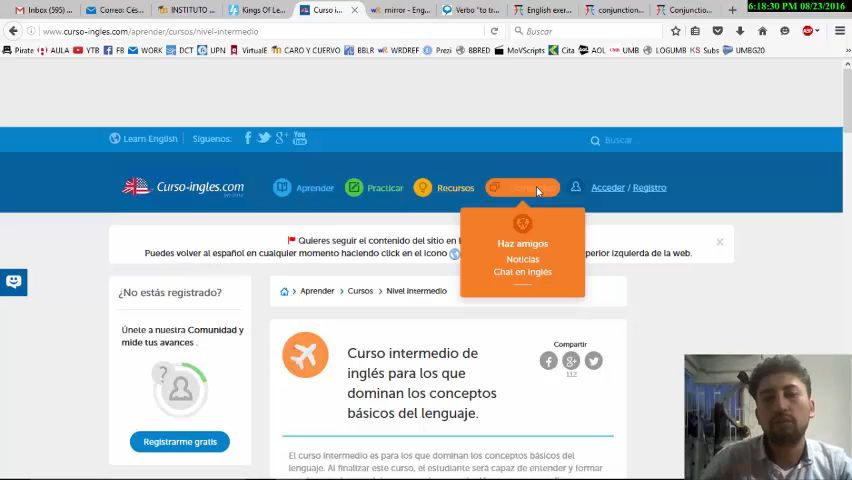 6:18:30 PM 08/23/2016
Inbox (595)
Correo: Cés
INSTITUTO
Kings Of Le
Curso i
mirror - Eng
Verbo "to tr
English exer
conjunction
Conjunctio
www.curso-ingles.com/aprender/cursos/nivel-intermedio
Buscar
ABP
Pirate
AULA
YTB
FB
WORK
DCT
UPN
VirtualE
CARO Y CUERVO
BBLR
WRDREF
Prezi
BBRED
MovScripts
Cita
AOL
UMB
LOGUMB
Subs
UMBG20
Learn English
Síguenos:
Buscar ...
Curso-ingles.com
Aprender
Practicar
Recursos
Acceder / Registro
Haz amigos
Noticias
Chat en Inglés
Quieres seguir el contenido del sitio en
Puedes volver al español en cualquier momento haciendo click en el icono
perior izquierda de la web.
¿No estás registrado?
Únete a nuestra Comunidad y
mide tus avances .
Registrarme gratis
Aprender > Cursos > Nivel intermedio
Curso intermedio de
inglés para los que
dominan los conceptos
básicos del lenguaje.
Compartir
112
El curso intermedio es para los que dominan los conceptos básicos del
lenguaje. Al finalizar este curso, el estudiante será capaz de entender y formar